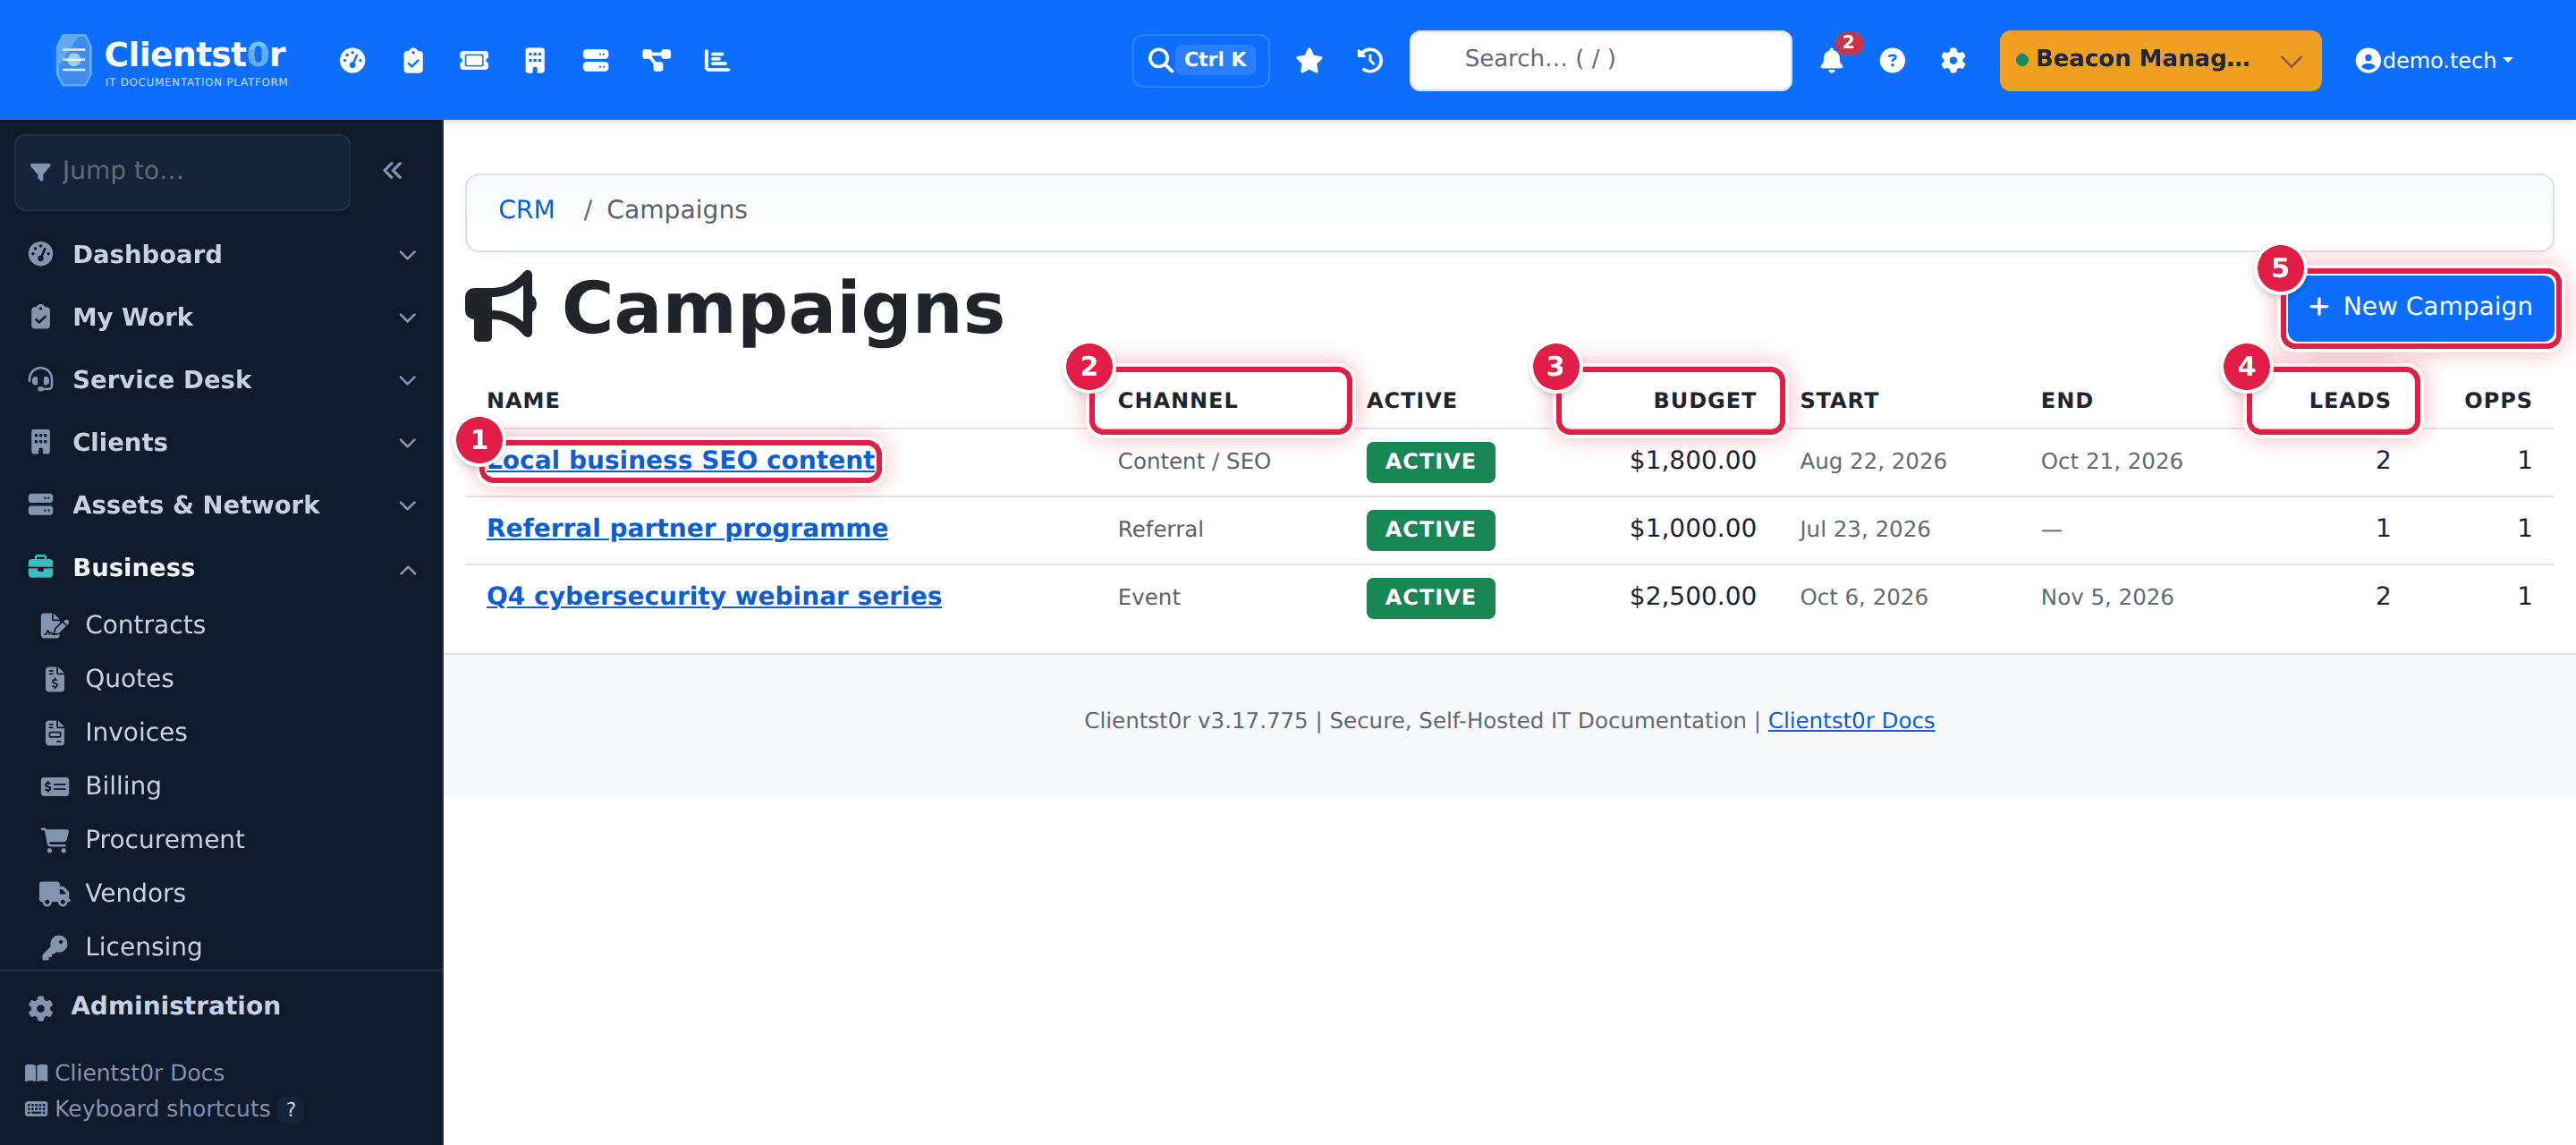 Clientst0r
IT DOCUMENTATION PLATFORM
Ctrl K
Search... ( / )
2
?
Beacon Manag...
demo.tech
Jump to...
Dashboard
My Work
Service Desk
Clients
Assets & Network
Business
Contracts
Quotes
Invoices
Billing
Procurement
Vendors
Licensing
Administration
Clientst0r Docs
Keyboard shortcuts ?
CRM / Campaigns
Campaigns
5
+ New Campaign
2
3
4
NAME CHANNEL ACTIVE BUDGET START END LEADS OPPS
1
Local business SEO content Content / SEO ACTIVE $1,800.00 Aug 22, 2026 Oct 21, 2026 2 1
Referral partner programme Referral ACTIVE $1,000.00 Jul 23, 2026 — 1 1
Q4 cybersecurity webinar series Event ACTIVE $2,500.00 Oct 6, 2026 Nov 5, 2026 2 1
Clientst0r v3.17.775 | Secure, Self-Hosted IT Documentation | Clientst0r Docs